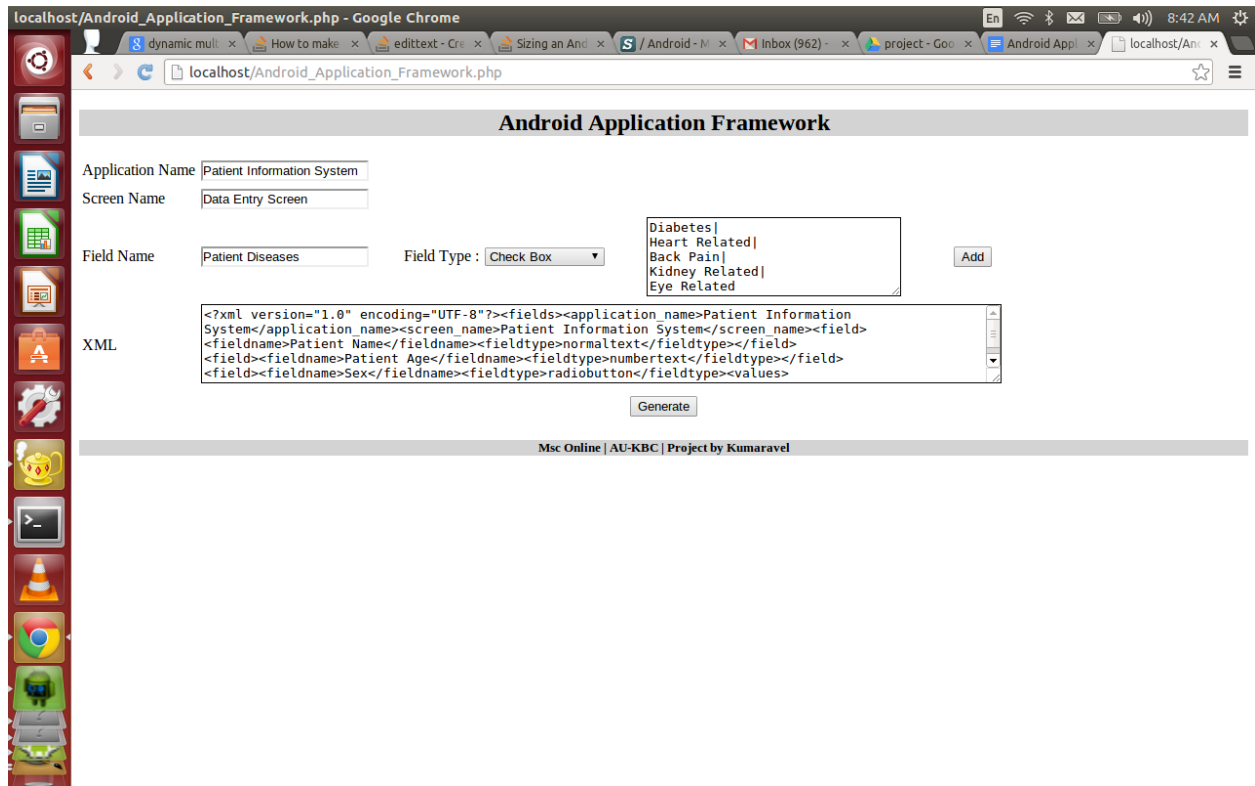 localhost/Android_Application_Framework.php - Google Chrome
En
8:42 AM
dynamic mult
How to make
edittext - Cre
Sizing an And
/ Android - M
Inbox (962) -
project - Goo
Android Appl
localhost/And
localhost/Android_Application_Framework.php
Android Application Framework
Application Name Patient Information System
Screen Name Data Entry Screen
Field Name Patient Diseases Field Type : Check Box
Diabetes|
Heart Related|
Back Pain|
Kidney Related|
Eye Related
Add
XML
<?xml version="1.0" encoding="UTF-8"?><fields><application_name>Patient Information
System</application_name><screen_name>Patient Information System</screen_name><field>
<fieldname>Patient Name</fieldname><fieldtype>normaltext</fieldtype></field>
<field><fieldname>Patient Age</fieldname><fieldtype>numbertext</fieldtype></field>
<field><fieldname>Sex</fieldname><fieldtype>radiobutton</fieldtype><values>
Generate
Msc Online | AU-KBC | Project by Kumaravel